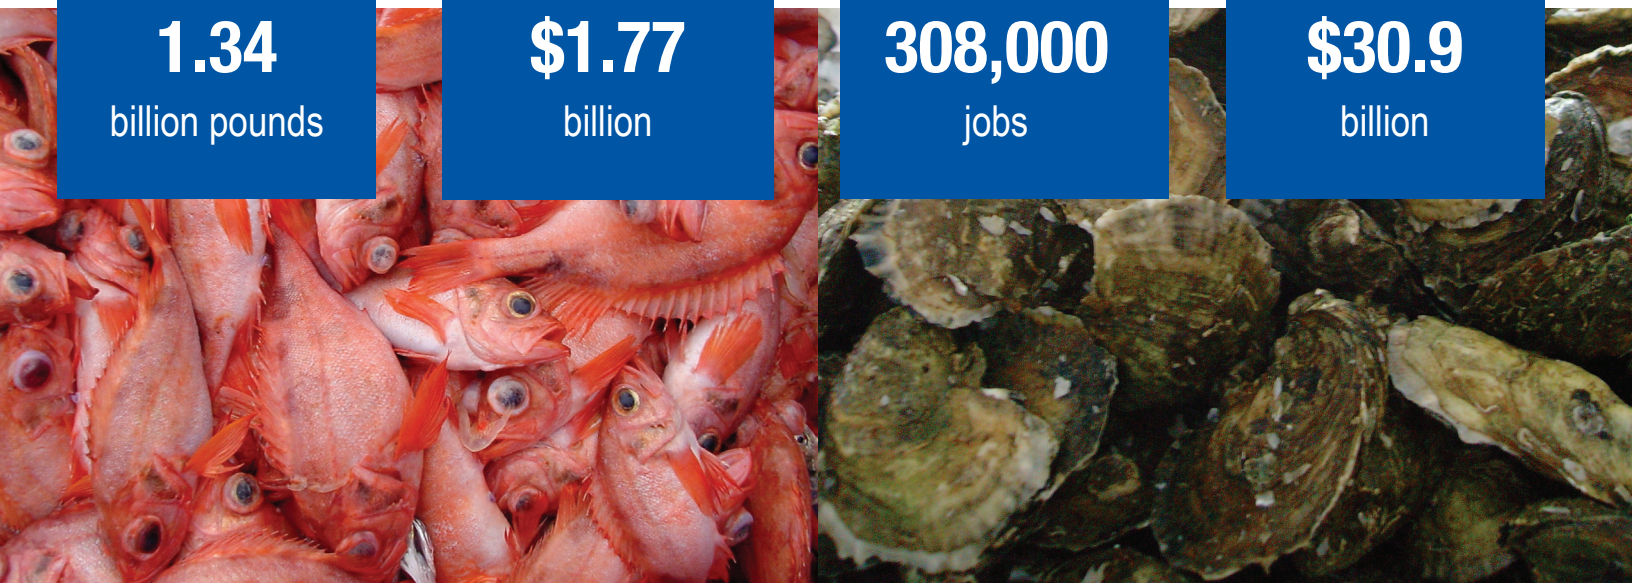 1.34
billion pounds
$1.77
billion
308,000
jobs
$30.9
billion